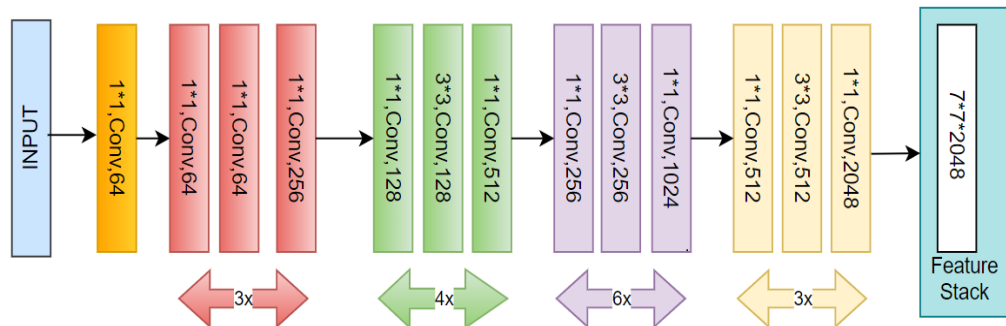 INPUT
1*1,Conv,64
1*1,Conv,64
1*1,Conv,64
1*1,Conv,256
3x
1*1,Conv,128
3*3,Conv,128
1*1,Conv,512
4x
1*1,Conv,256
3*3,Conv,256
1*1,Conv,1024
6x
1*1,Conv,512
3*3,Conv,512
1*1,Conv,2048
3x
7*7*2048
Feature
Stack